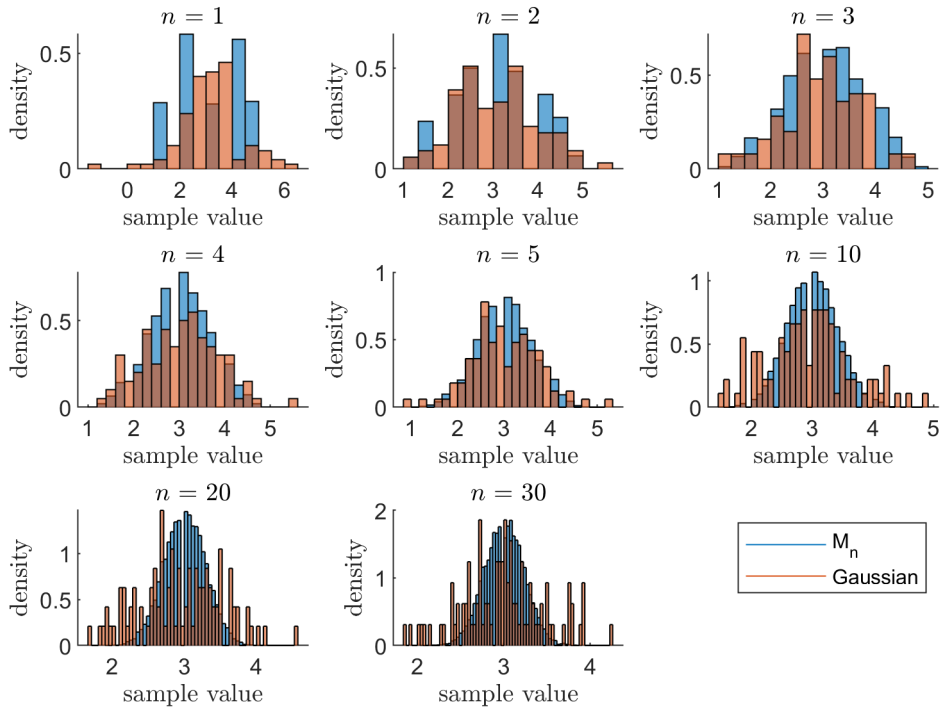 n = 1
n = 2
n = 3
density
0.5
0
0 2 4 6
sample value
density
0.5
0
1 2 3 4 5
sample value
density
0.5
0
1 2 3 4 5
sample value
n = 4
n = 5
n = 10
density
0.5
0
1 2 3 4 5
sample value
density
1
0.5
0
1 2 3 4 5
sample value
density
1
0.5
0
2 3 4 5
sample value
n = 20
n = 30
density
1
0.5
0
2 3 4
sample value
density
2
1
0
2 3 4
sample value
M_n
Gaussian